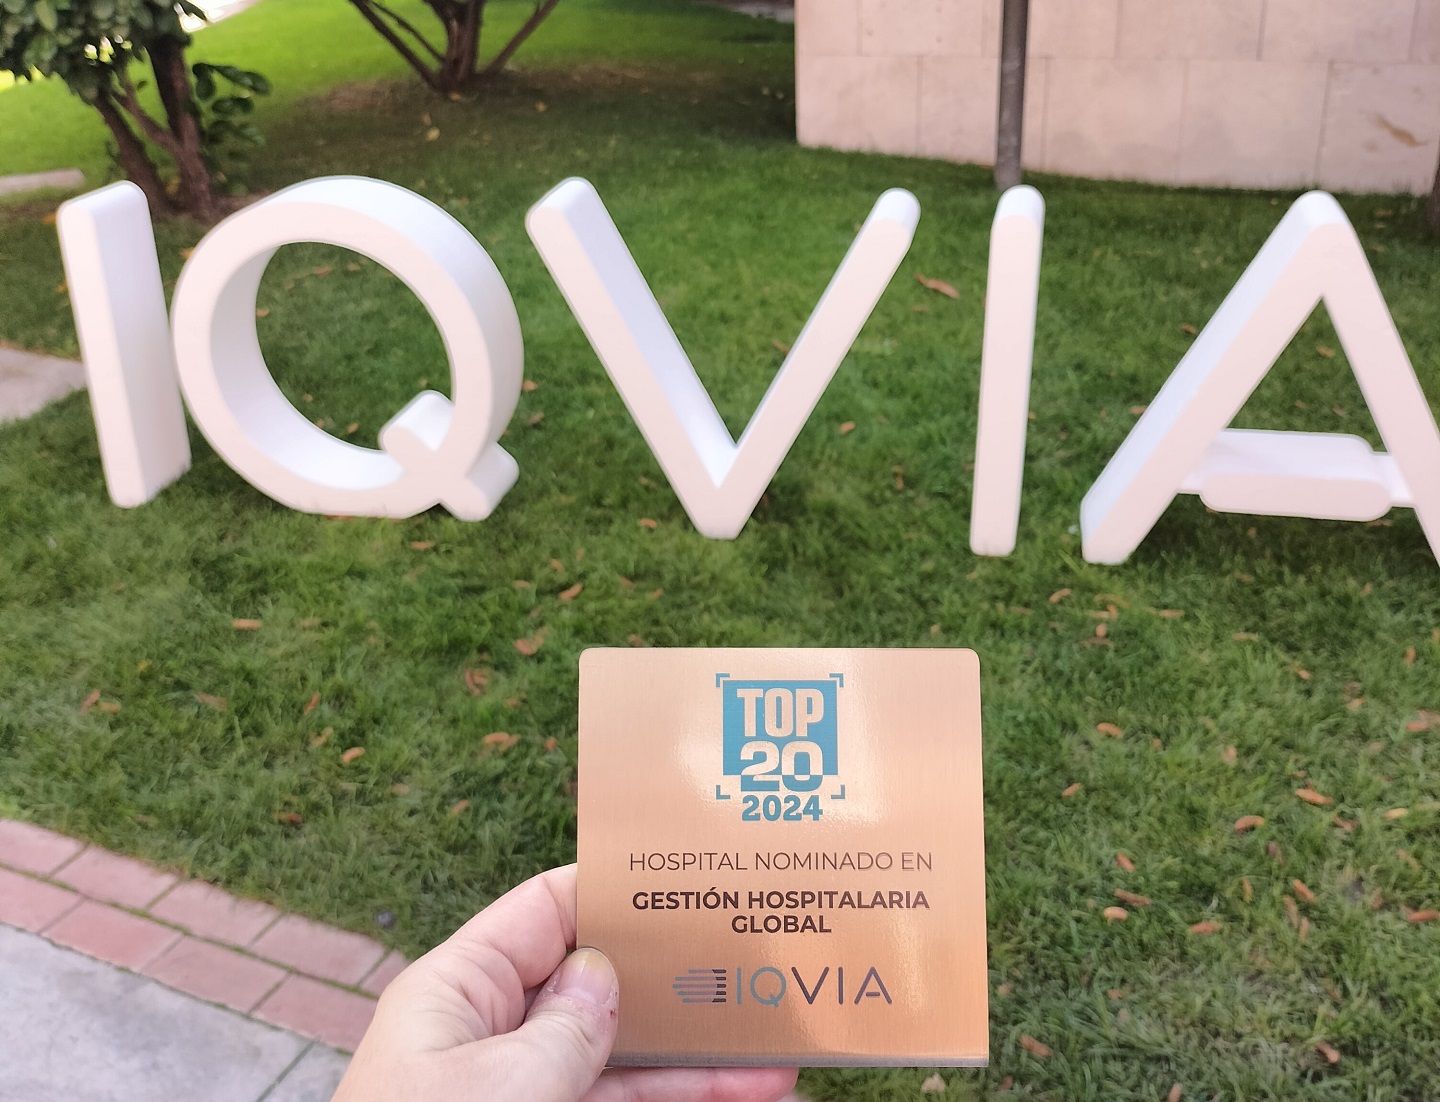 IQVIA
TOP
20
2024
HOSPITAL NOMINADO EN
GESTIÓN HOSPITALARIA
GLOBAL
IQVIA